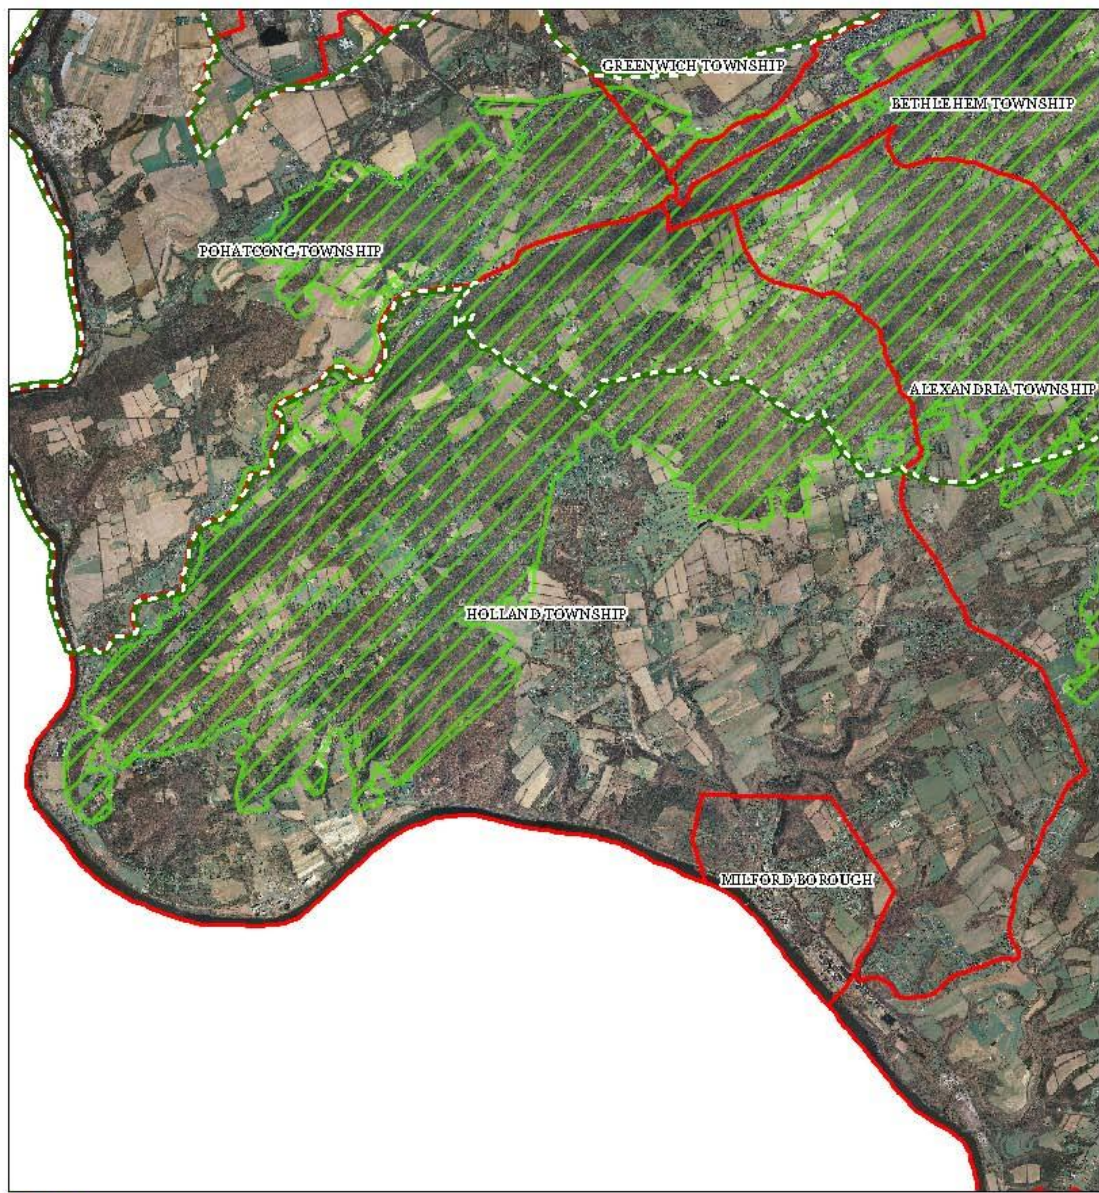 GREENWICH TOWNSHIP
BETHLEHEM TOWNSHIP
POHATCONG TOWNSHIP
ALEXANDRIA TOWNSHIP
HOLLAND TOWNSHIP
MILFORD BOROUGH